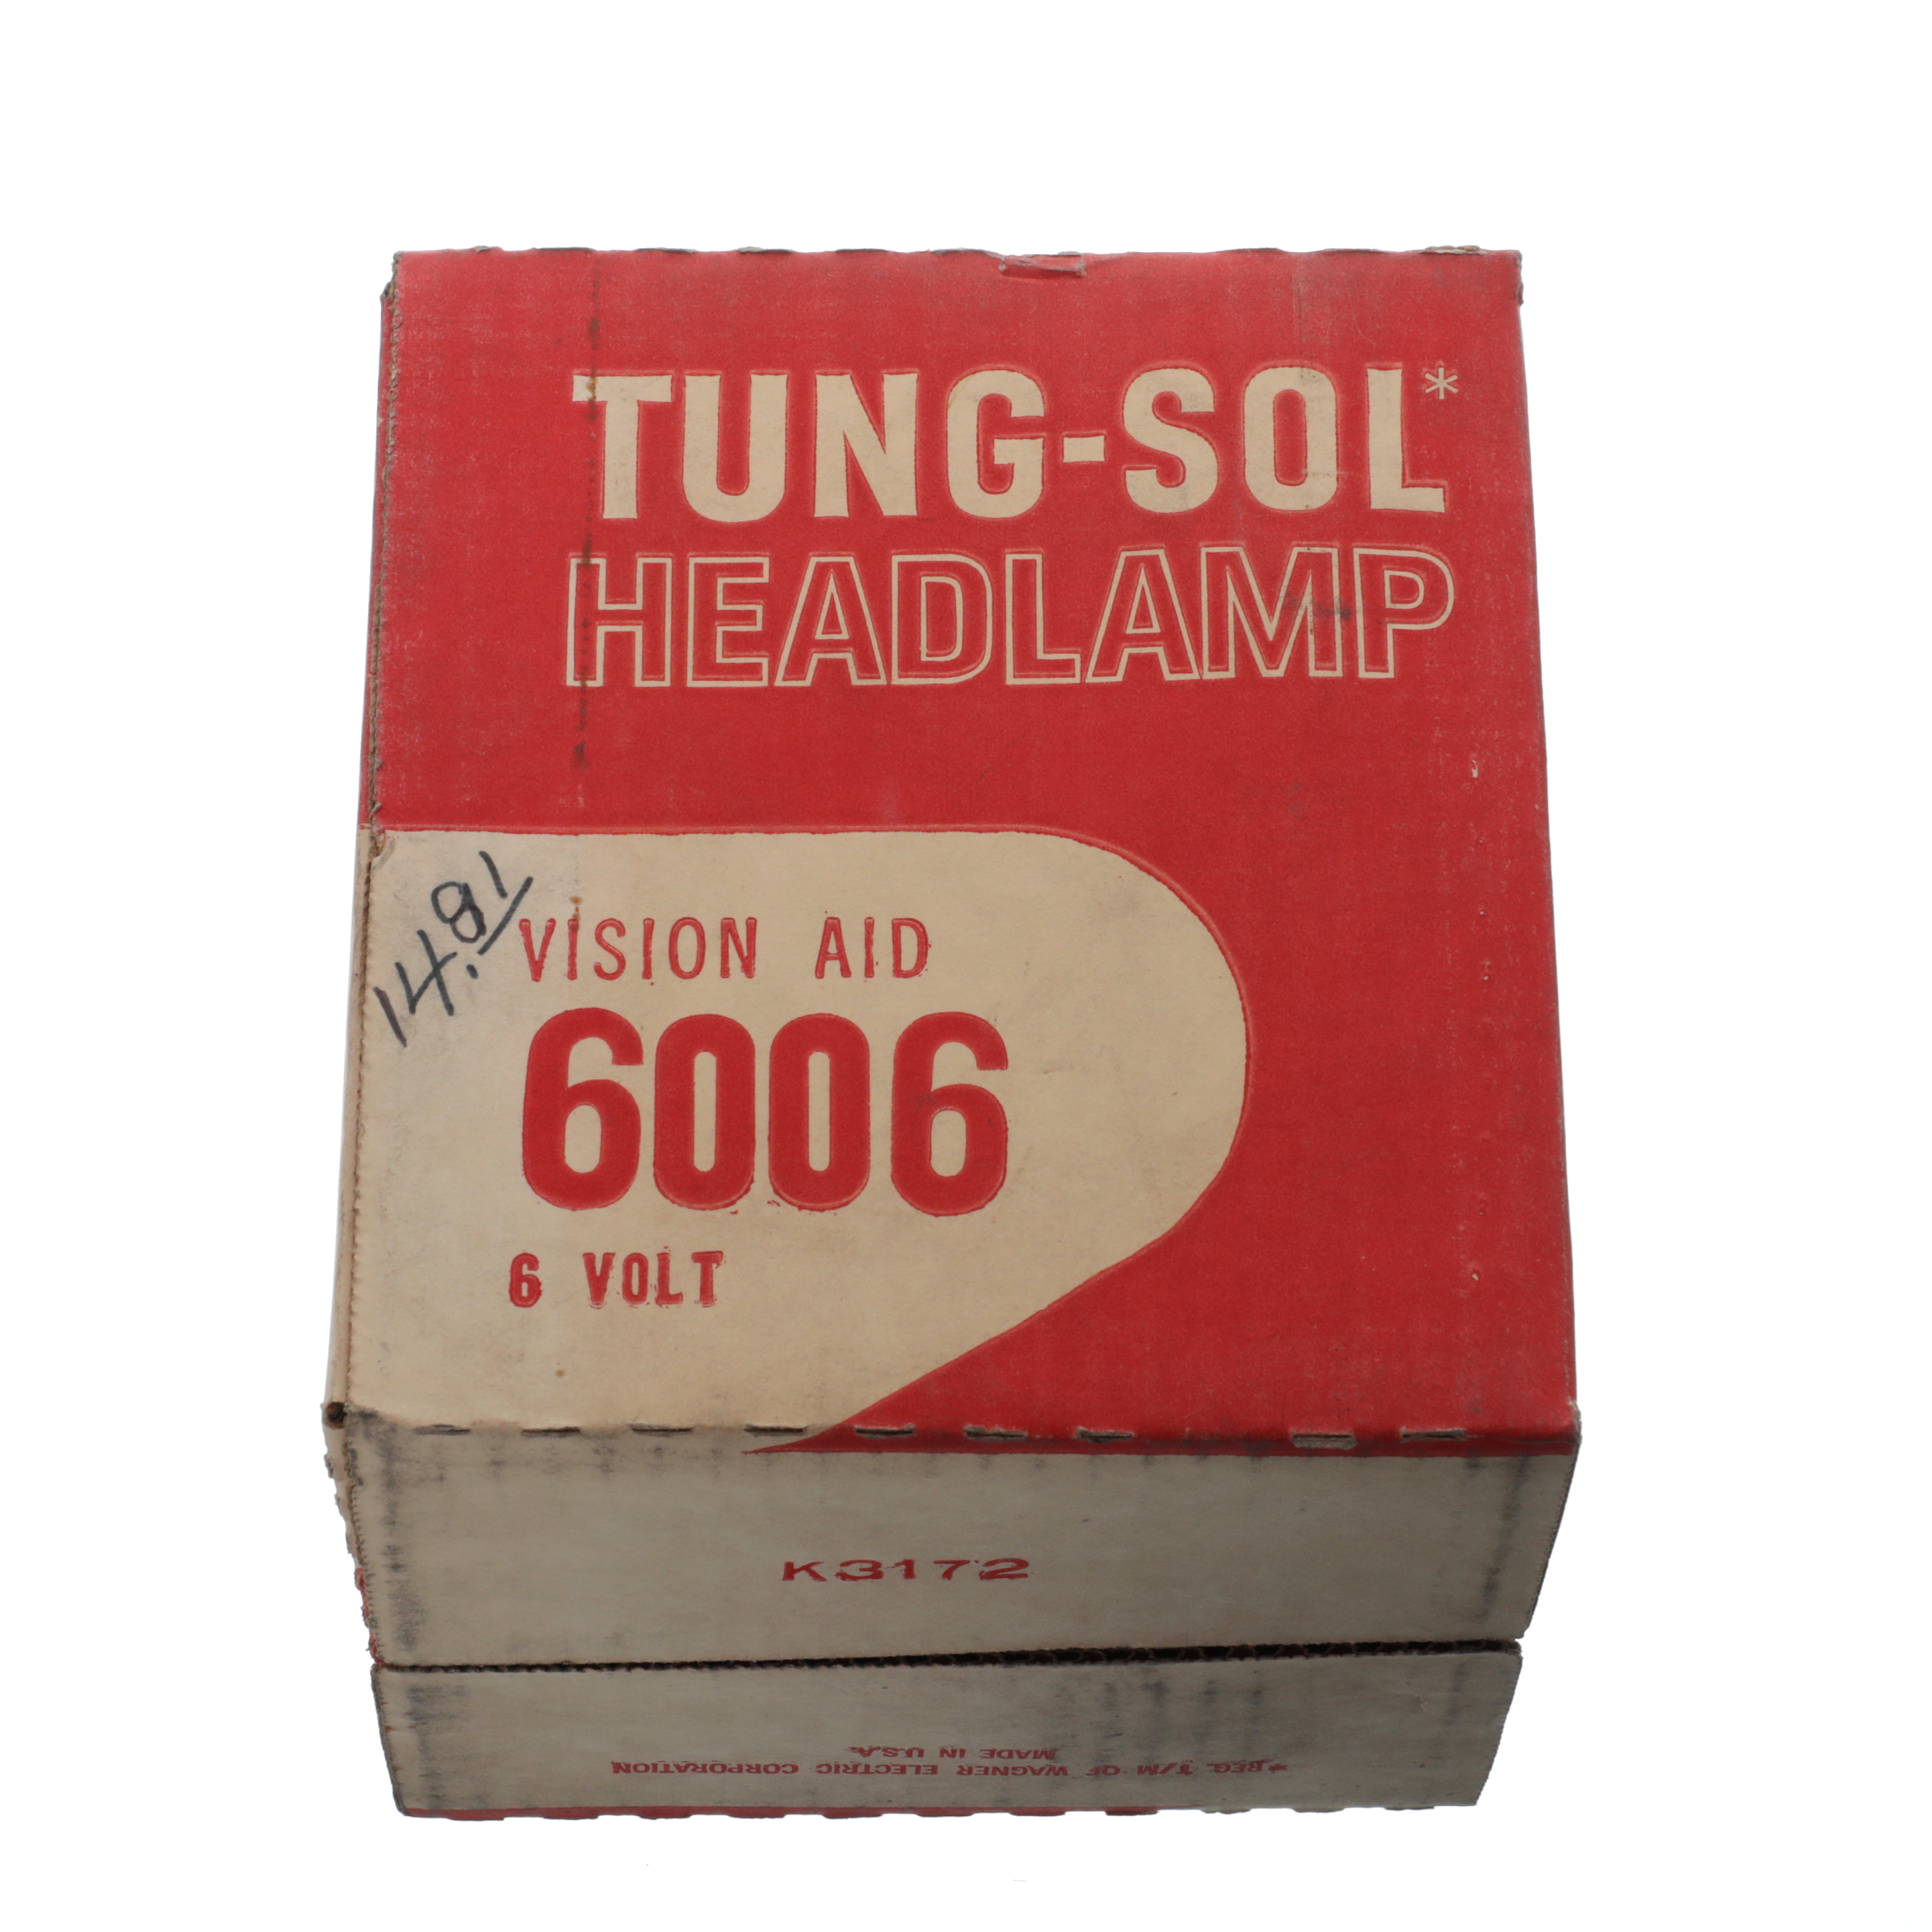 TUNG-SOL*
HEADLAMP
14.81
VISION AID
6006
6 VOLT
K3172
*REG. T/M OF WAGNER ELECTRIC CORPORATION
MADE IN U.S.A.